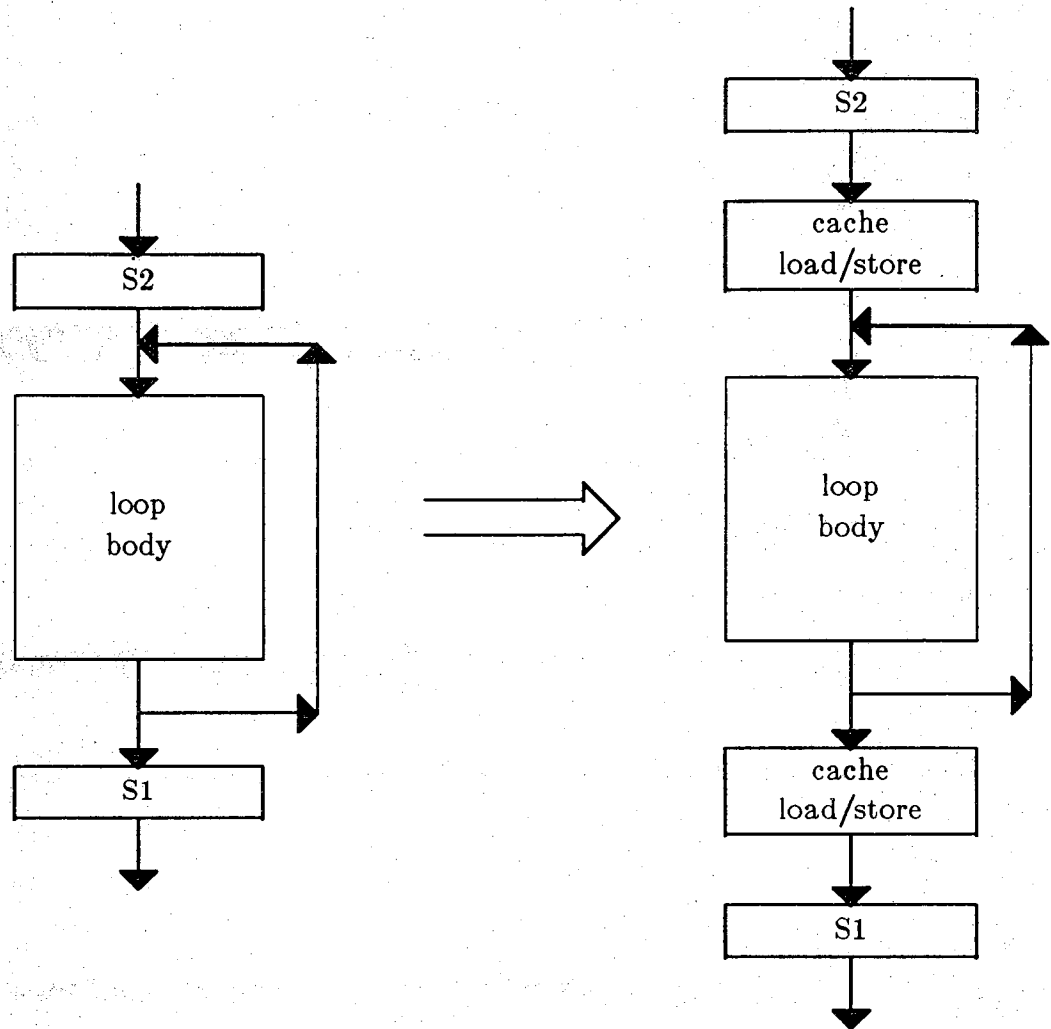 S2
loop
body
S1
S2
cache
load/store
loop
body
cache
load/store
S1